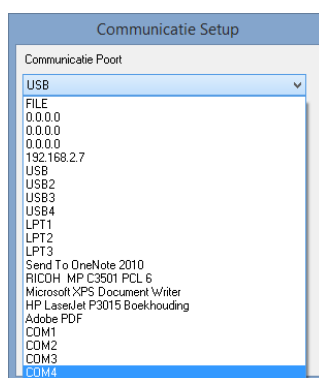 Communicatie Setup
Communicatie Poort
USB
FILE
0.0.0.0
0.0.0.0
0.0.0.0
192.168.2.7
USB
USB2
USB3
USB4
LPT1
LPT2
LPT3
Send To OneNote 2010
RICOH MP C3501 PCL 6
Microsoft XPS Document Writer
HP LaserJet P3015 Boekhouding
Adobe PDF
COM1
COM2
COM3
COM4